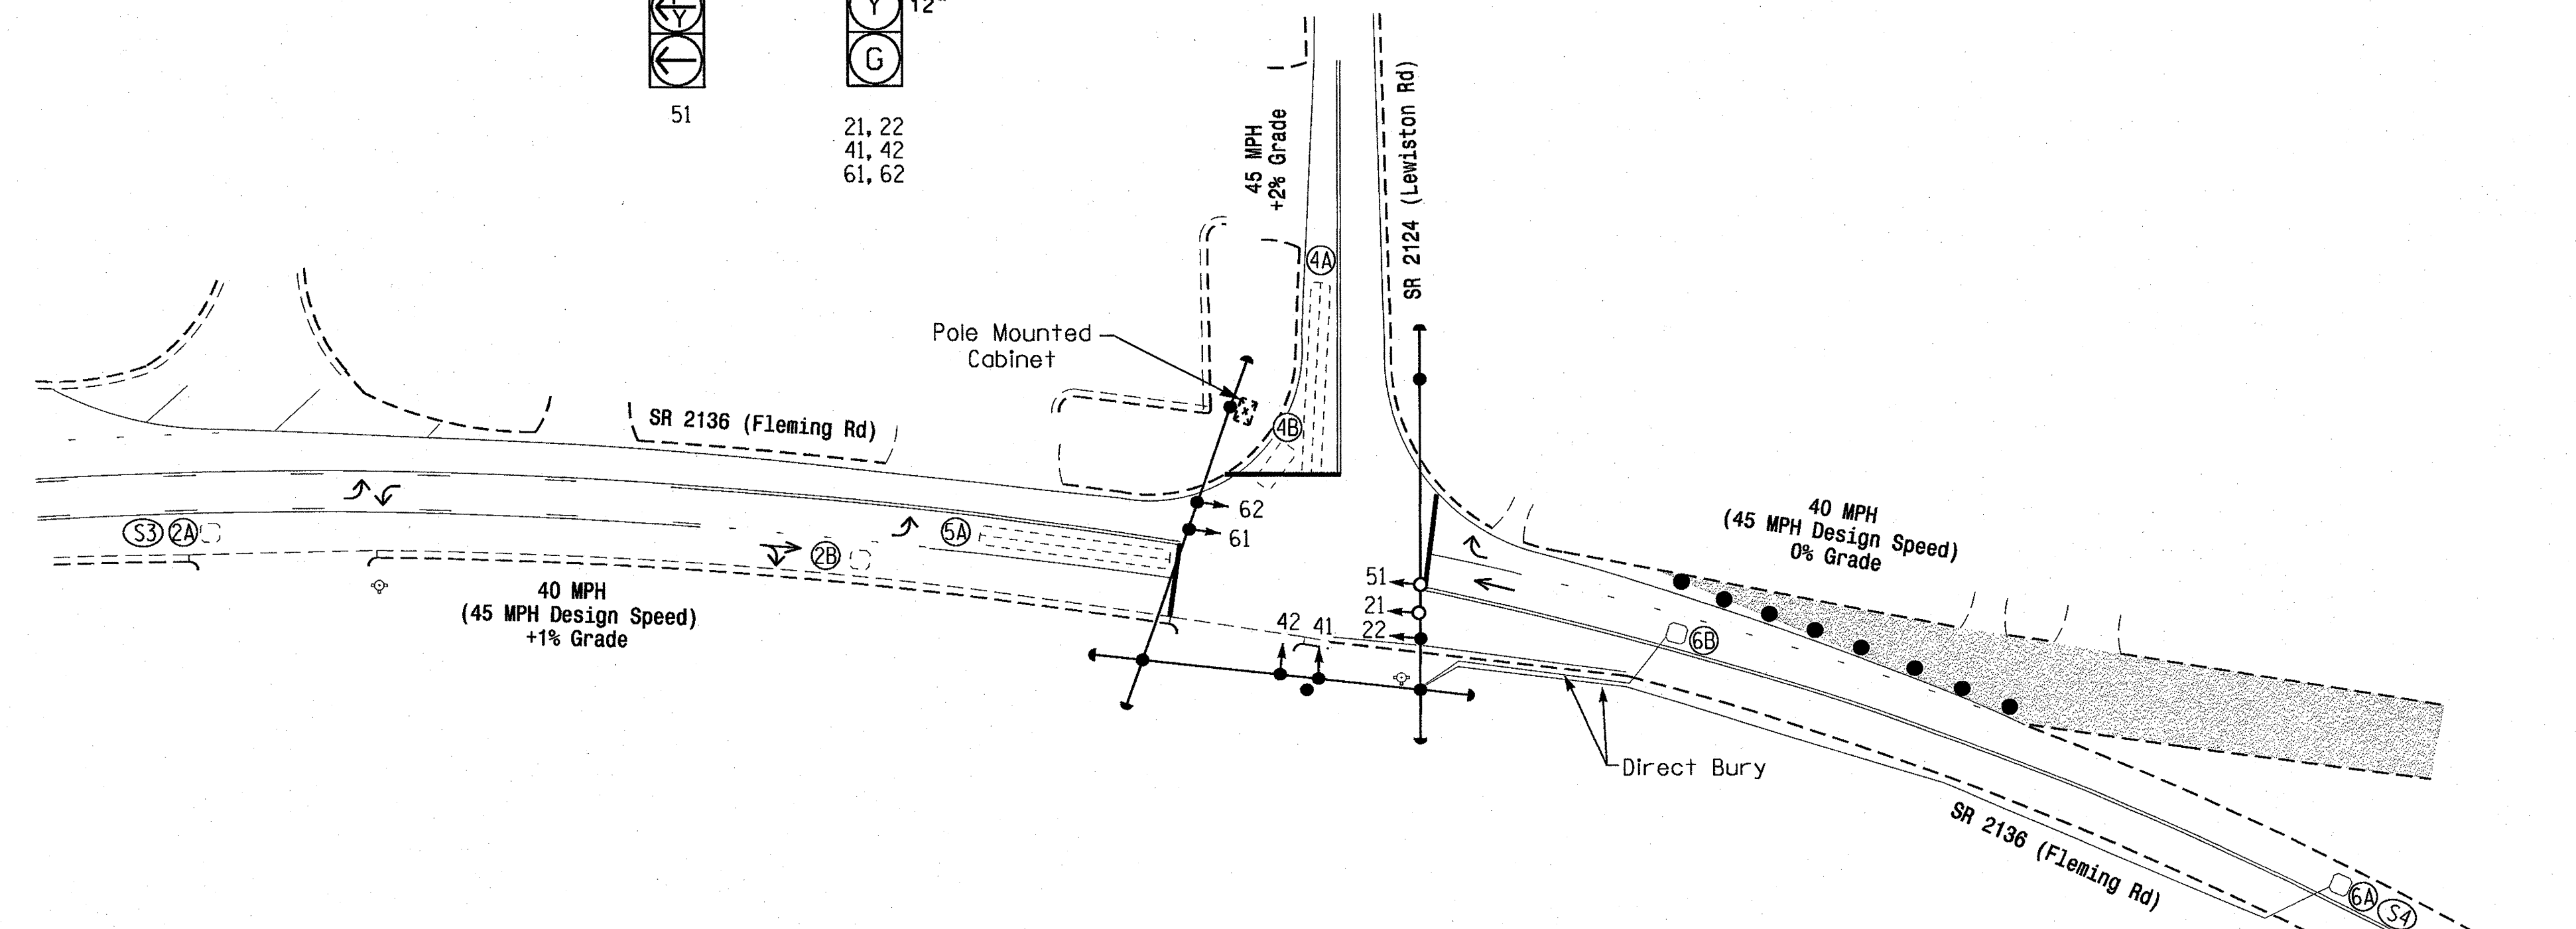 Y
Y 12"
G
51
21, 22
41, 42
61, 62
45 MPH
+2% Grade
SR 2124 (Lewiston Rd)
4A
Pole Mounted
Cabinet
4B
SR 2136 (Fleming Rd)
62
61
S3 2A
2B
5A
40 MPH
(45 MPH Design Speed)
+1% Grade
51
21
22
42 41
40 MPH
(45 MPH Design Speed)
0% Grade
6B
Direct Bury
SR 2136 (Fleming Rd)
6A S4